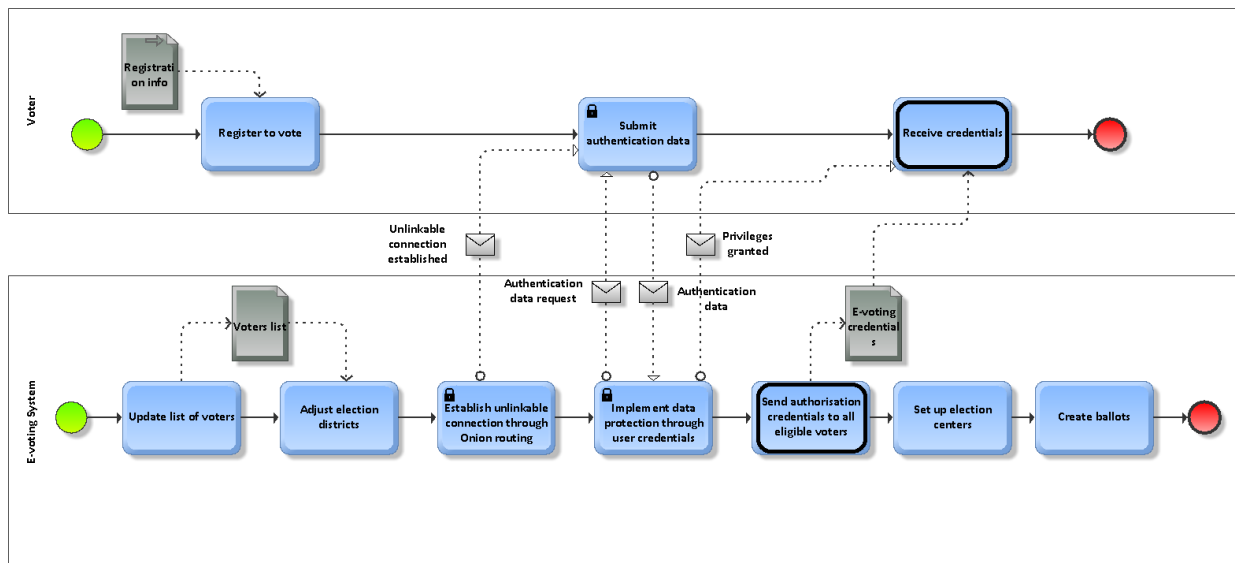 Voter
Registrati
on info
Register to vote
Submit
authentication data
Receive credentials
Unlinkable
connection
established
Privileges
granted
Authentication
data request
Authentication
data
E-voting System
Voters list
E-voting
credential
s
Update list of voters
Adjust election
districts
Establish unlinkable
connection through
Onion routing
Implement data
protection through
user credentials
Send authorisation
credentials to all
eligible voters
Set up election
centers
Create ballots